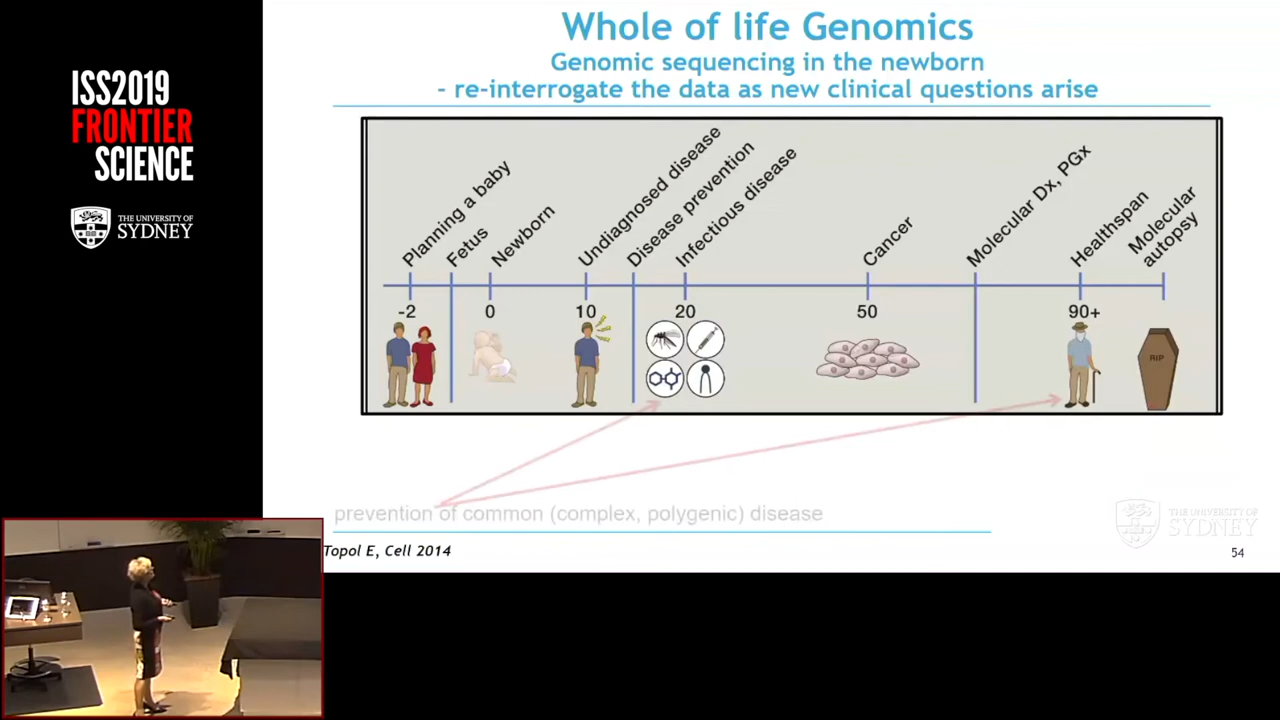 ISS2019
FRONTIER
SCIENCE
THE UNIVERSITY OF
SYDNEY
Whole of life Genomics
Genomic sequencing in the newborn
- re-interrogate the data as new clinical questions arise
Planning a baby
Fetus
Newborn
Undiagnosed disease
Disease prevention
Infectious disease
Cancer
Molecular Dx, PGx
Healthspan
Molecular
autopsy
-2
0
10
20
50
90+
RIP
prevention of common (complex, polygenic) disease
THE UNIVERSITY OF
SYDNEY
Topol E, Cell 2014
54